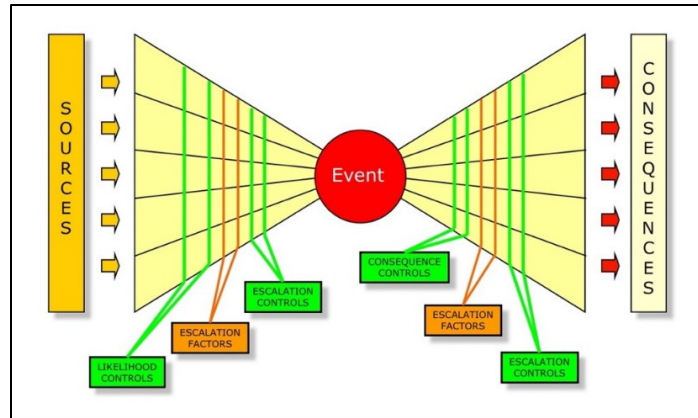 SOURCES
Event
CONSEQUENCES
LIKELIHOOD
CONTROLS
ESCALATION
FACTORS
ESCALATION
CONTROLS
CONSEQUENCE
CONTROLS
ESCALATION
FACTORS
ESCALATION
CONTROLS